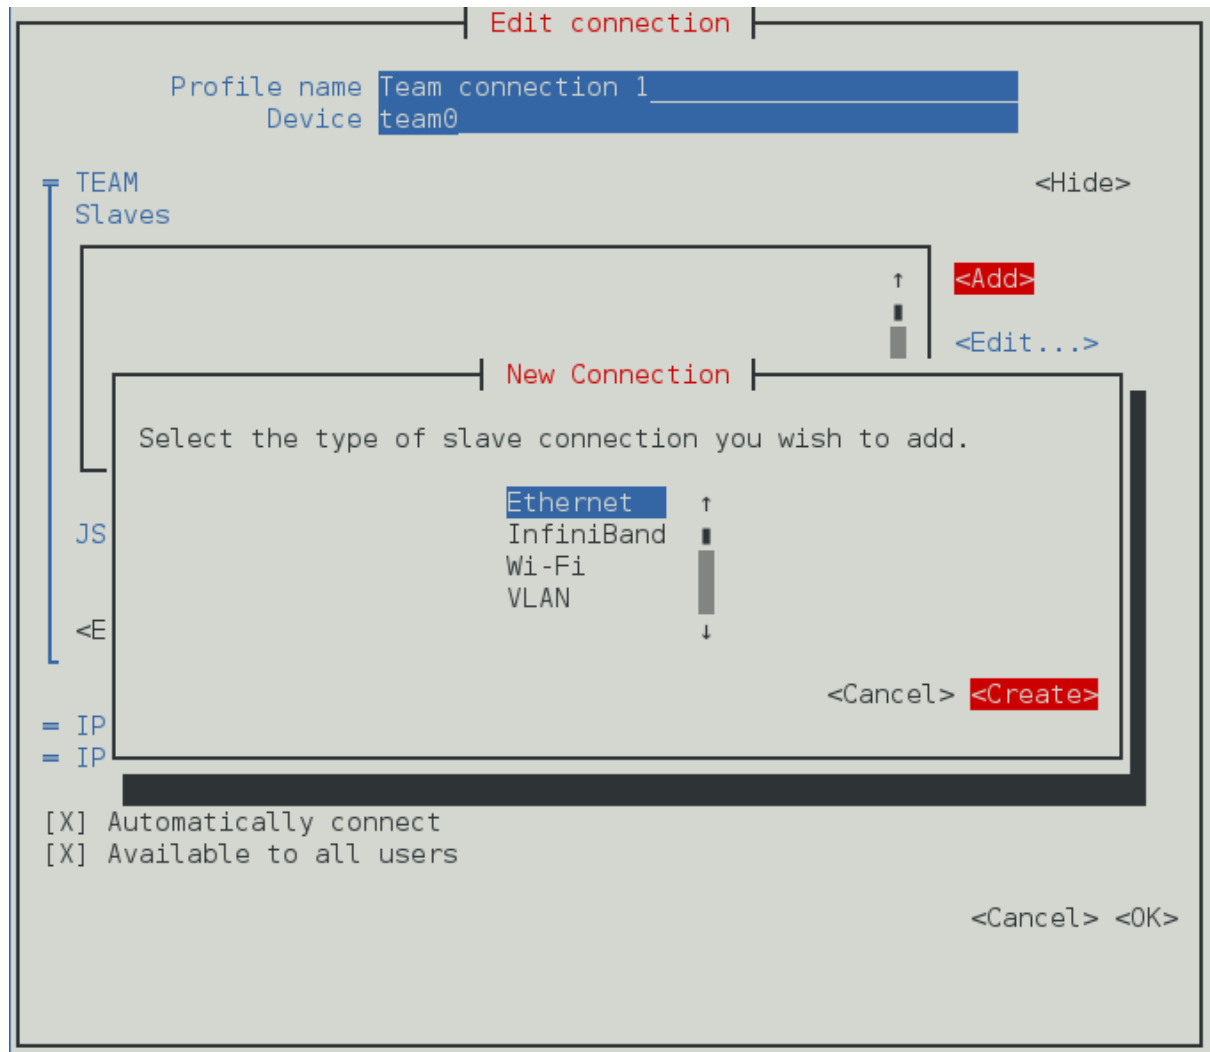 Edit connection
Profile name Team connection 1
Device team0
TEAM <Hide>
Slaves
<Add>
<Edit...>
New Connection
Select the type of slave connection you wish to add.
Ethernet
InfiniBand
JS
Wi-Fi
VLAN
<E
<Cancel> <Create>
= IP
= IP
[X] Automatically connect
[X] Available to all users
<Cancel> <OK>